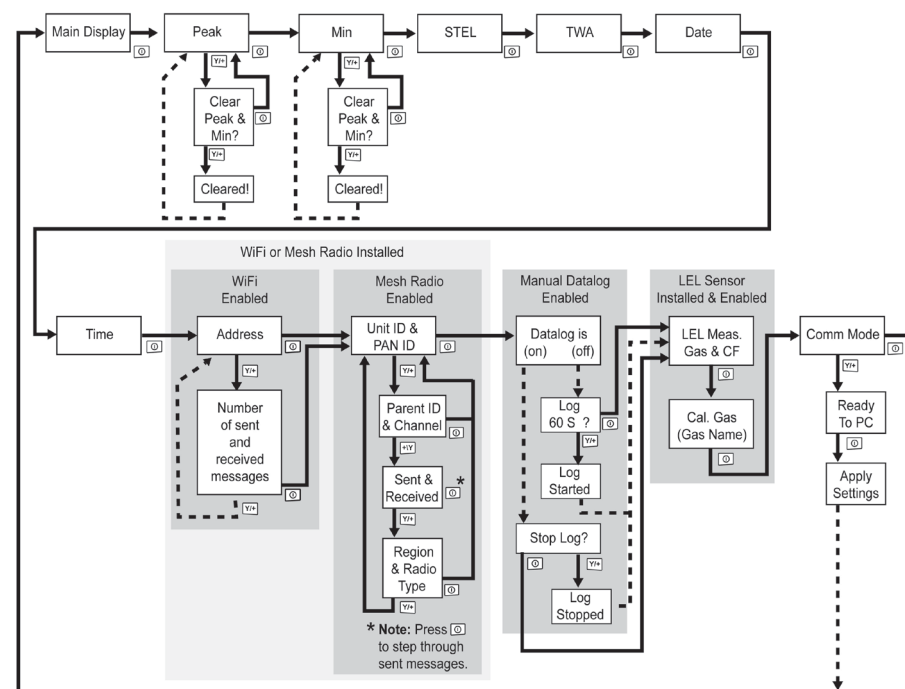 Main Display
Peak
Min
STEL
TWA
Date
Y/+
Y/+
Clear
Peak &
Min?
Clear
Peak &
Min?
Y/+
Y/+
Cleared!
Cleared!
WiFi or Mesh Radio Installed
WiFi
Enabled
Mesh Radio
Enabled
Manual Datalog
Enabled
LEL Sensor
Installed & Enabled
Time
Address
Unit ID &
PAN ID
Datalog is
(on) (off)
LEL Meas.
Gas & CF
Comm Mode
Y/+
Y/+
Y/+
Number
of sent
and
received
messages
Y/+
Parent ID
& Channel
+\Y
Sent &
Received
*
Y/+
Region
& Radio
Type
Y/+
* Note: Press
to step through
sent messages.
Log
60 S ?
Y/+
Log
Started
Stop Log?
Y/+
Log
Stopped
Cal. Gas
(Gas Name)
Ready
To PC
Apply
Settings